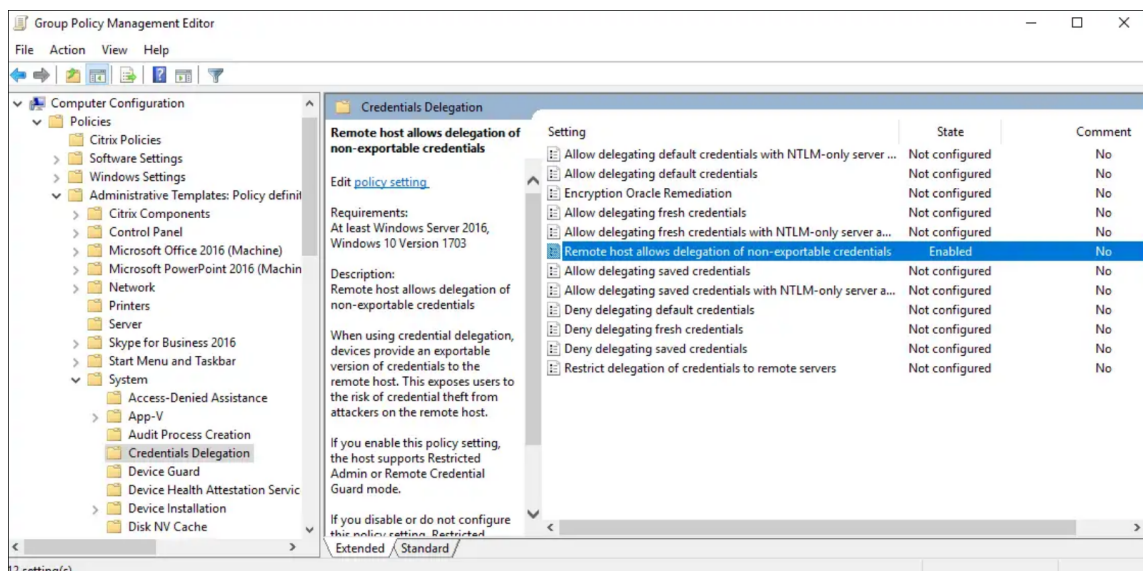 Group Policy Management Editor
File Action View Help
Computer Configuration
Policies
Citrix Policies
Software Settings
Windows Settings
Administrative Templates: Policy definit
Citrix Components
Control Panel
Microsoft Office 2016 (Machine)
Microsoft PowerPoint 2016 (Machin
Network
Printers
Server
Skype for Business 2016
Start Menu and Taskbar
System
Access-Denied Assistance
App-V
Audit Process Creation
Credentials Delegation
Device Guard
Device Health Attestation Servic
Device Installation
Disk NV Cache
Credentials Delegation
Remote host allows delegation of
non-exportable credentials
Edit policy setting
Requirements:
At least Windows Server 2016,
Windows 10 Version 1703
Description:
Remote host allows delegation of
non-exportable credentials
When using credential delegation,
devices provide an exportable
version of credentials to the
remote host. This exposes users to
the risk of credential theft from
attackers on the remote host.
If you enable this policy setting,
the host supports Restricted
Admin or Remote Credential
Guard mode.
If you disable or do not configure
this policy setting, Restricted
Setting State Comment
Allow delegating default credentials with NTLM-only server ... Not configured No
Allow delegating default credentials Not configured No
Encryption Oracle Remediation Not configured No
Allow delegating fresh credentials Not configured No
Allow delegating fresh credentials with NTLM-only server a... Not configured No
Remote host allows delegation of non-exportable credentials Enabled No
Allow delegating saved credentials Not configured No
Allow delegating saved credentials with NTLM-only server a... Not configured No
Deny delegating default credentials Not configured No
Deny delegating fresh credentials Not configured No
Deny delegating saved credentials Not configured No
Restrict delegation of credentials to remote servers Not configured No
Extended Standard
12 setting(s)